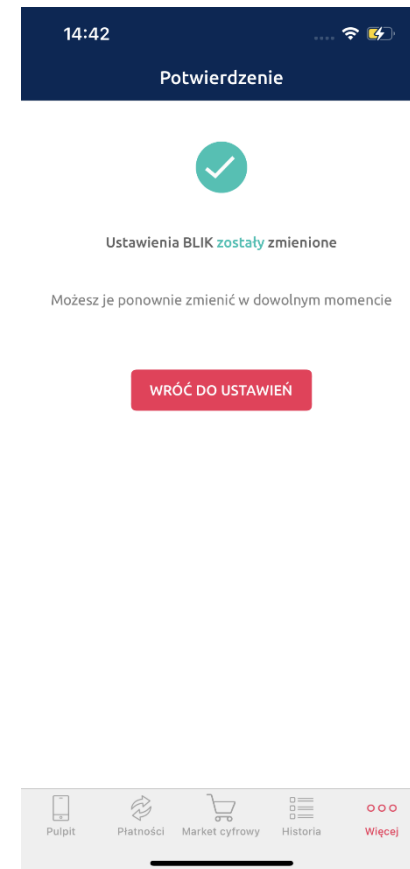 14:42
Potwierdzenie
Ustawienia BLIK zostały zmienione
Możesz je ponownie zmienić w dowolnym momencie
WRÓĆ DO USTAWIEŃ
Pulpit Płatności Market cyfrowy Historia Więcej